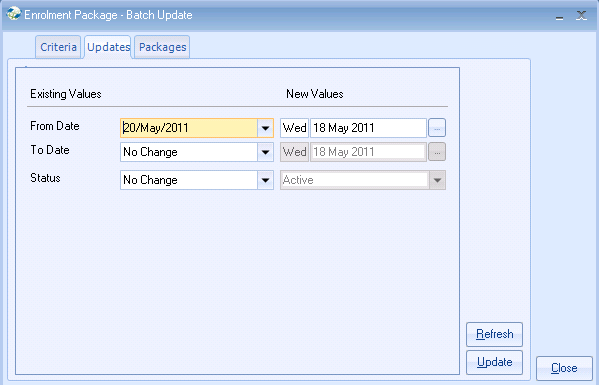 Enrolment Package - Batch Update
Criteria Updates Packages
Existing Values New Values
From Date 20/May/2011 Wed 18 May 2011 ...
To Date No Change Wed 18 May 2011 ...
Status No Change Active
Refresh
Update
Close